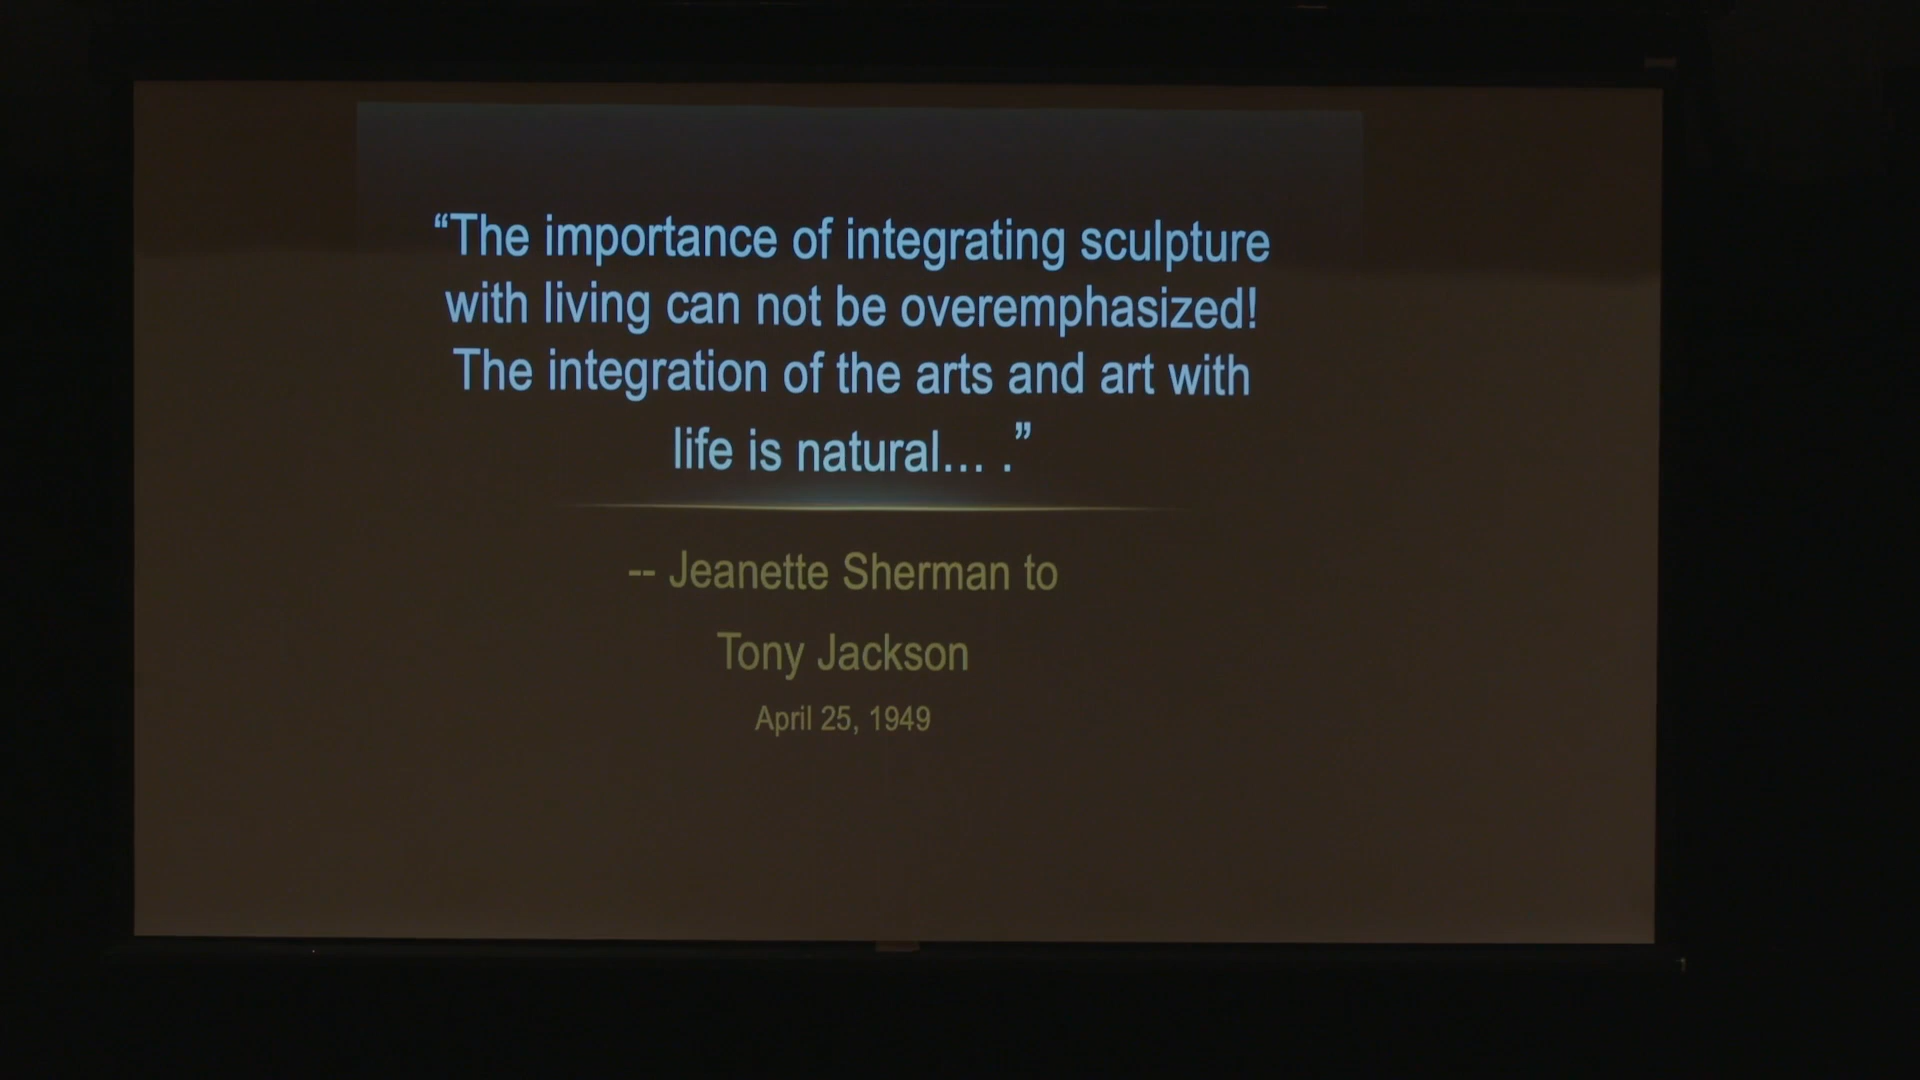 “The importance of integrating sculpture
with living can not be overemphasized!
The integration of the arts and art with
life is natural… .”
-- Jeanette Sherman to
Tony Jackson
April 25, 1949